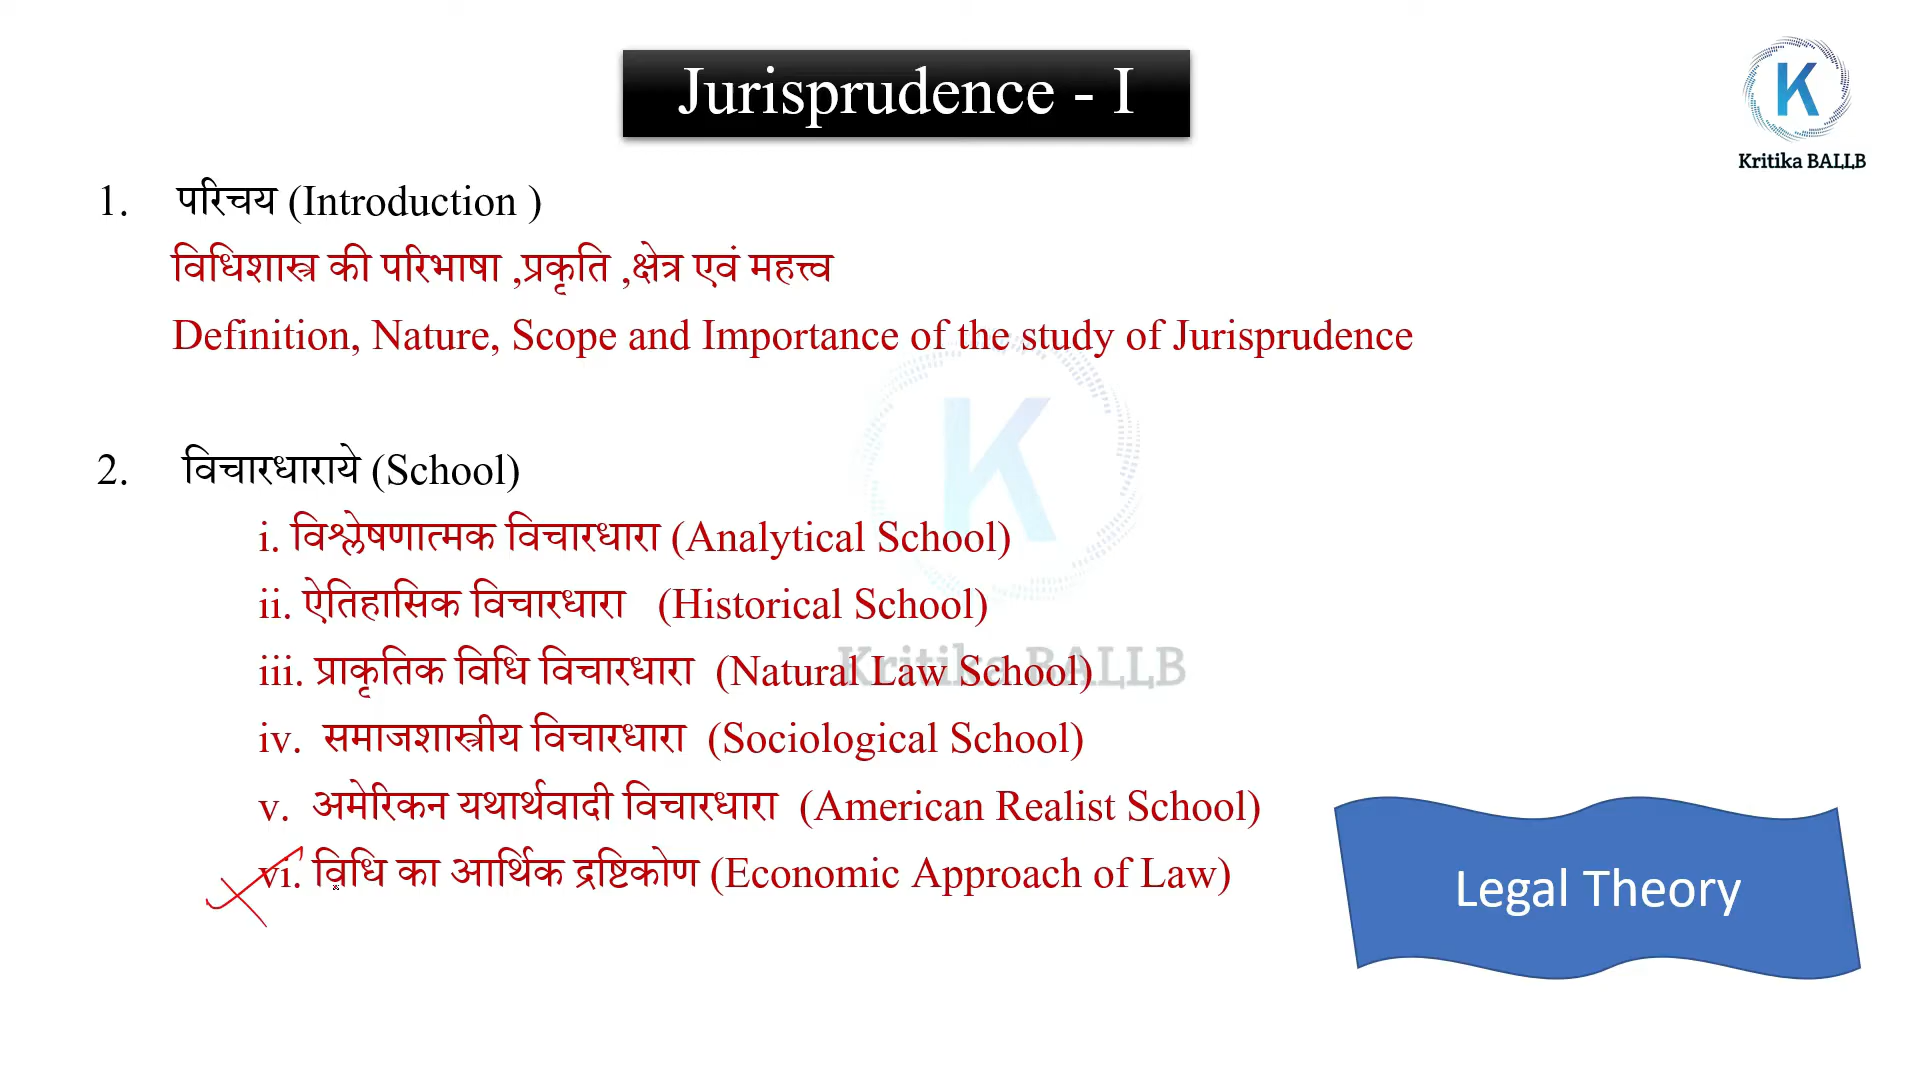 Jurisprudence - I
K
Kritika BALLB
1. परिचय (Introduction )
विधिशास्त्र की परिभाषा ,प्रकृति ,क्षेत्र एवं महत्त्व
Definition, Nature, Scope and Importance of the study of Jurisprudence
2. विचारधाराये (School)
i. विश्लेषणात्मक विचारधारा (Analytical School)
ii. ऐतिहासिक विचारधारा (Historical School)
iii. प्राकृतिक विधि विचारधारा (Natural Law School)
iv. समाजशास्त्रीय विचारधारा (Sociological School)
v. अमेरिकन यथार्थवादी विचारधारा (American Realist School)
vi. विधि का आर्थिक द्रष्टिकोण (Economic Approach of Law)
Legal Theory
K
Kritika BALLB